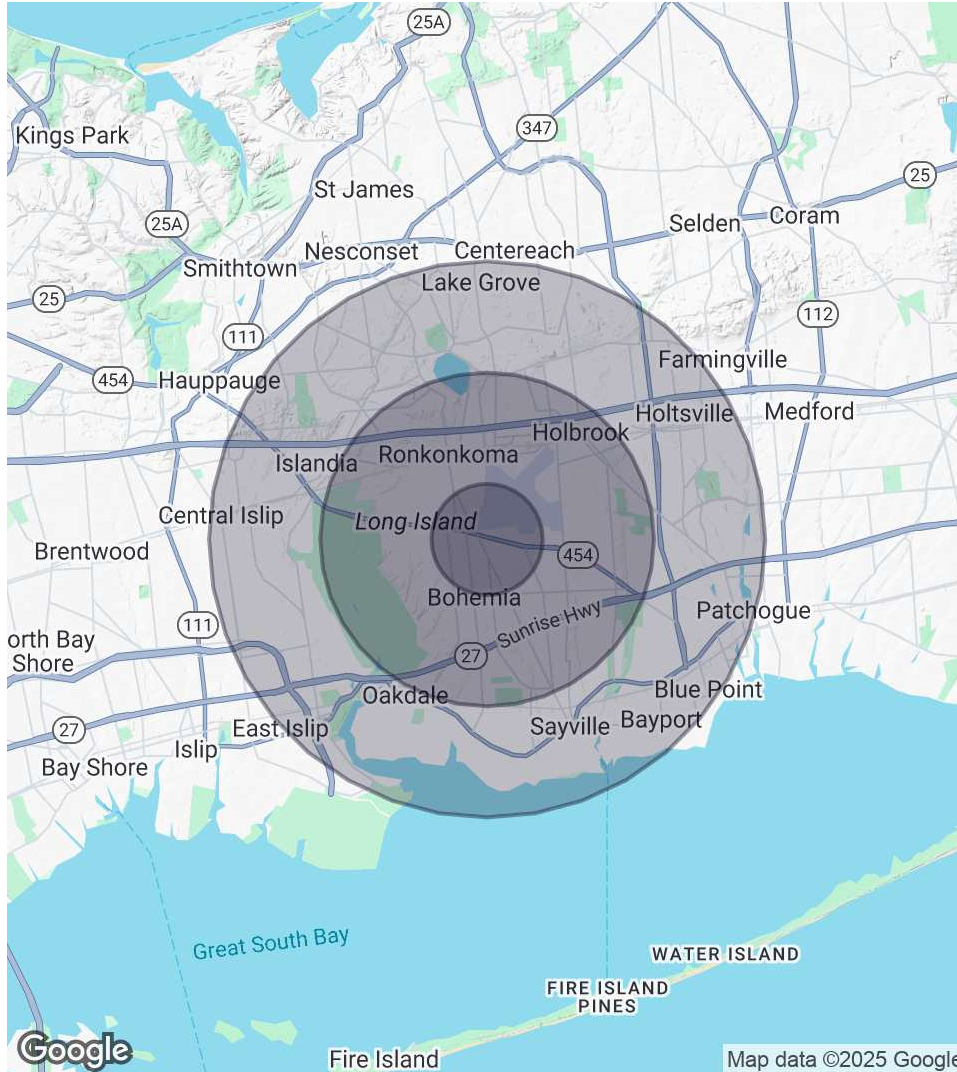 25A
Kings Park
347
St James
25
25A
Selden
Coram
Nesconset
Centereach
Smithtown
Lake Grove
25
111
112
Farmingville
454
Hauppauge
Holtsville
Medford
Holbrook
Ronkonkoma
Islandia
Central Islip
Long Island
Brentwood
454
Bohemia
Sunrise Hwy
Patchogue
111
orth Bay
Shore
27
Oakdale
Blue Point
Sayville
Bayport
East Islip
27
Islip
Bay Shore
Great South Bay
WATER ISLAND
FIRE ISLAND
PINES
Google
Fire Island
Map data ©2025 Google